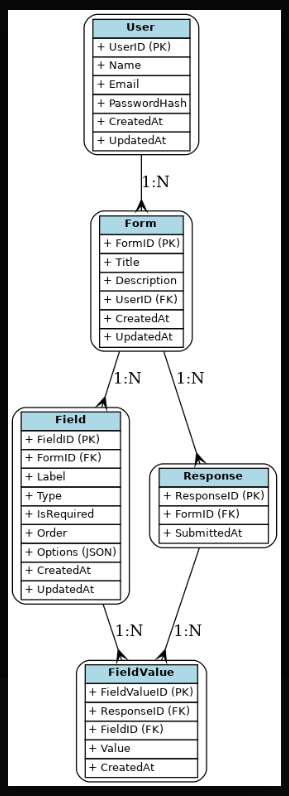 User
+ UserID (PK)
+ Name
+ Email
+ PasswordHash
+ CreatedAt
+ UpdatedAt
1:N
Form
+ FormID (PK)
+ Title
+ Description
+ UserID (FK)
+ CreatedAt
+ UpdatedAt
1:N
1:N
Field
+ FieldID (PK)
+ FormID (FK)
+ Label
+ Type
+ IsRequired
+ Order
+ Options (JSON)
+ CreatedAt
+ UpdatedAt
Response
+ ResponseID (PK)
+ FormID (FK)
+ SubmittedAt
1:N
1:N
FieldValue
+ FieldValueID (PK)
+ ResponseID (FK)
+ FieldID (FK)
+ Value
+ CreatedAt